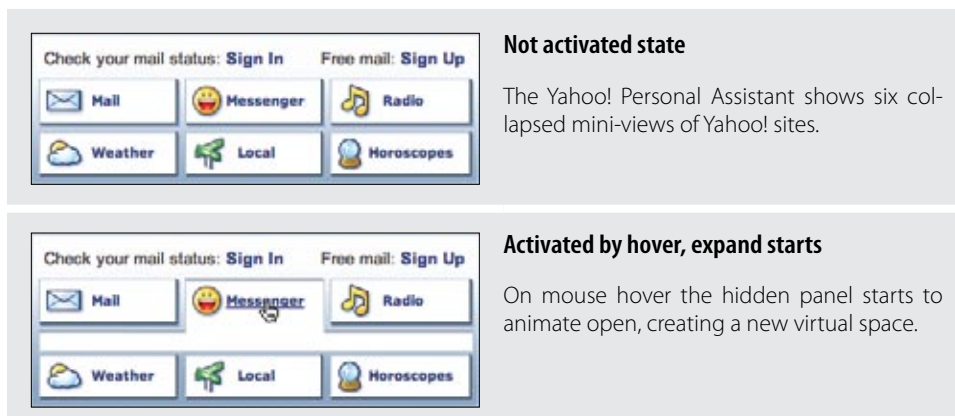 Check your mail status: Sign In Free mail: Sign Up
Mail Messenger Radio
Weather Local Horoscopes
Not activated state
The Yahoo! Personal Assistant shows six col-
lapsed mini-views of Yahoo! sites.
Check your mail status: Sign In Free mail: Sign Up
Mail Messenger Radio
Weather Local Horoscopes
Activated by hover, expand starts
On mouse hover the hidden panel starts to
animate open, creating a new virtual space.